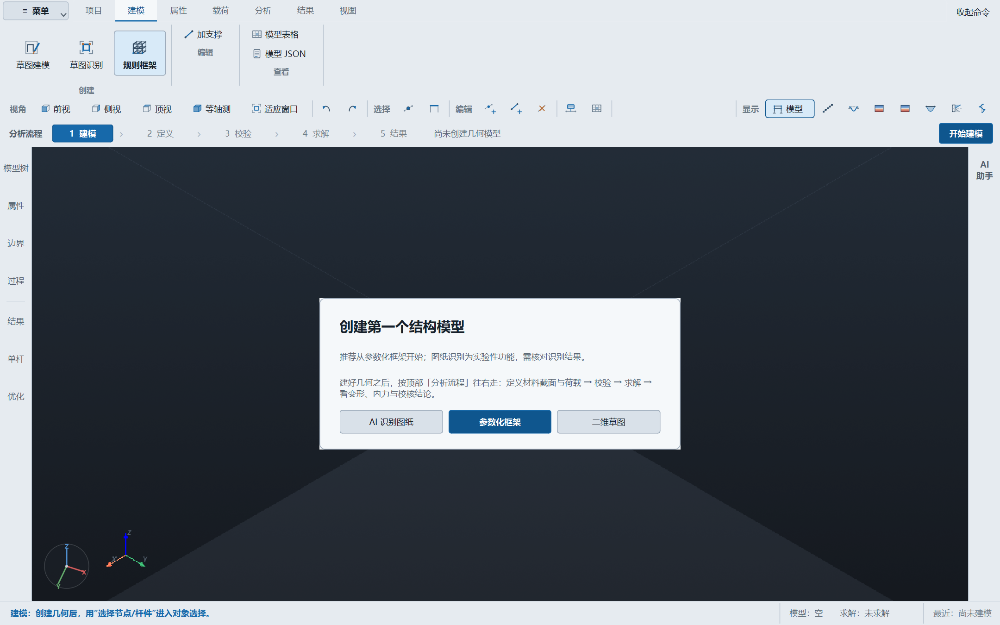 ≡ 菜单
项目
建模
属性
载荷
分析
结果
视图
收起命令
草图建模
草图识别
规则框架
创建
加支撑
编辑
模型表格
模型 JSON
查看
视角
前视
侧视
顶视
等轴测
适应窗口
选择
编辑
显示
模型
分析流程
1 建模
›
2 定义
›
3 校验
›
4 求解
›
5 结果
尚未创建几何模型
开始建模
模型树
属性
边界
过程
结果
单杆
优化
AI
助手
创建第一个结构模型
推荐从参数化框架开始；图纸识别为实验性功能，需核对识别结果。
建好几何之后，按顶部「分析流程」往右走：定义材料截面与荷载 → 校验 → 求解 →
看变形、内力与校核结论。
AI 识别图纸
参数化框架
二维草图
Z
X
Y
Z
X
Y
建模：创建几何后，用“选择节点/杆件”进入对象选择。
模型：空
求解：未求解
最近：尚未建模